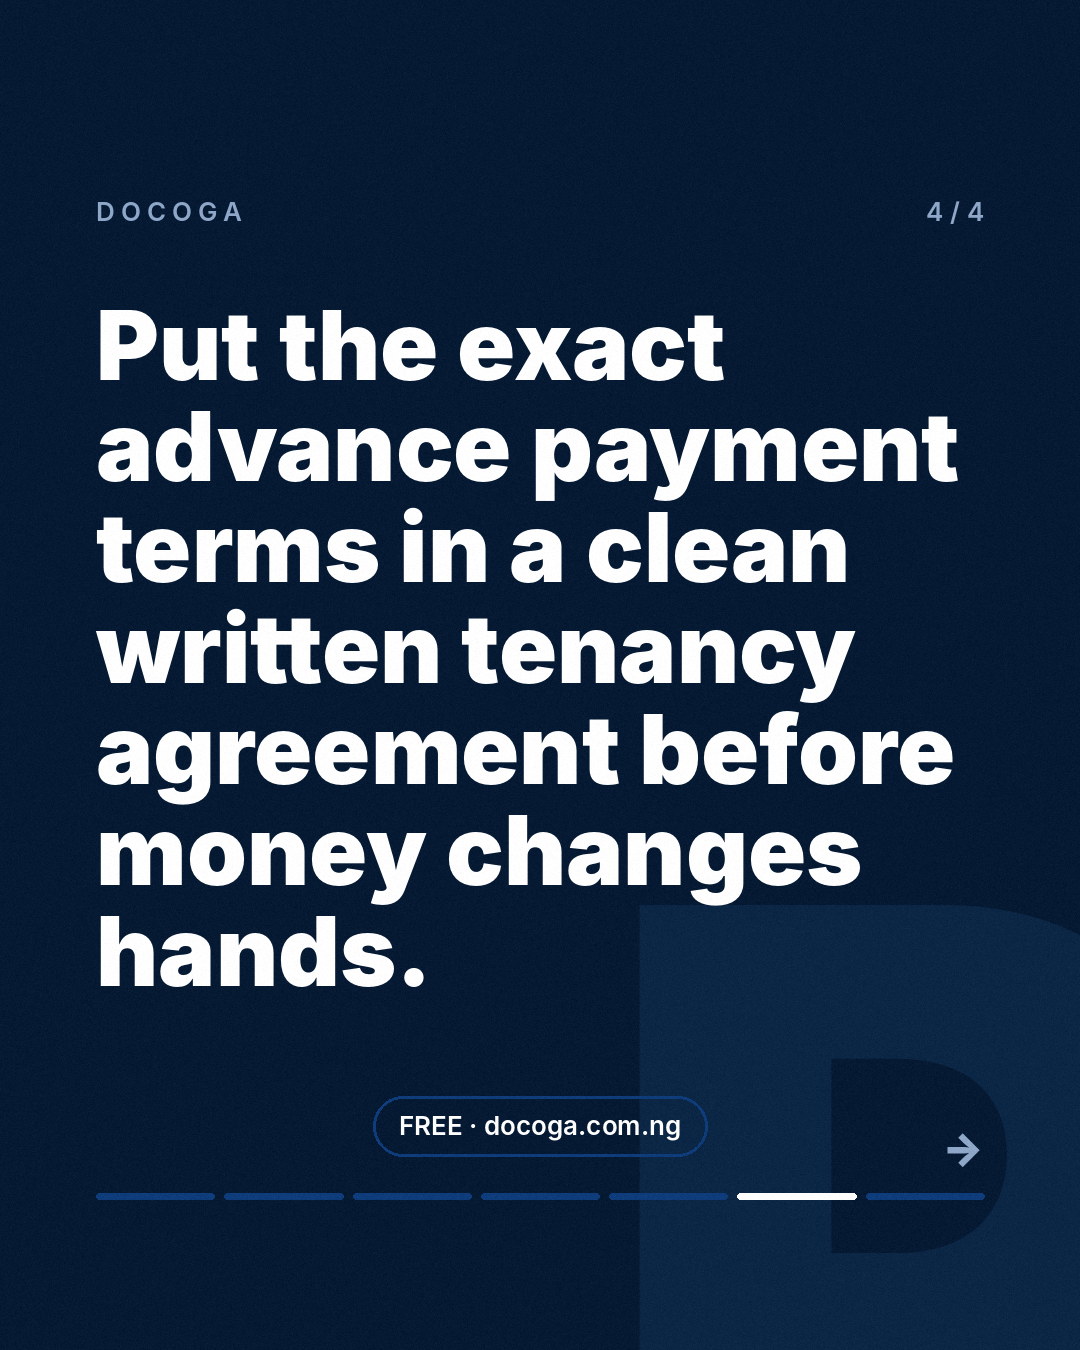 DOCOGA
4 / 4
Put the exact
advance payment
terms in a clean
written tenancy
agreement before
money changes
hands.
FREE · docoga.com.ng
→